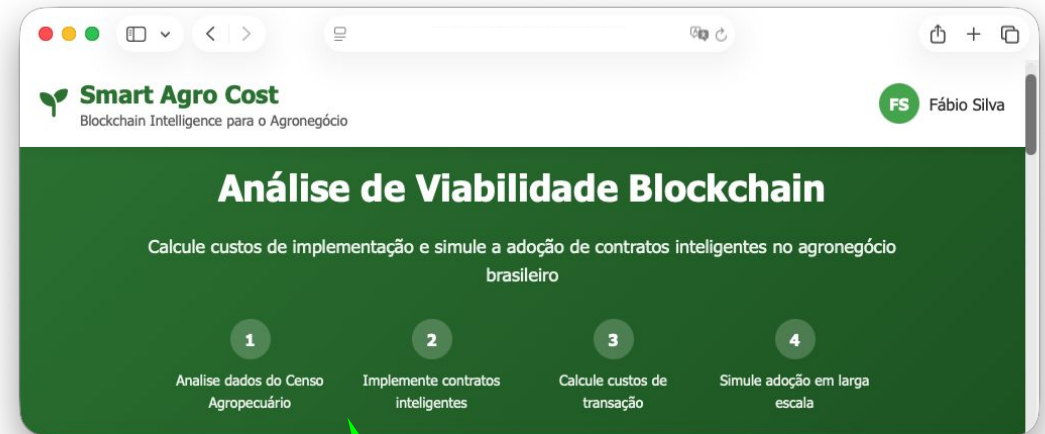 Smart Agro Cost
Blockchain Intelligence para o Agronegócio
FS Fábio Silva
Análise de Viabilidade Blockchain
Calcule custos de implementação e simule a adoção de contratos inteligentes no agronegócio
brasileiro
1
Analise dados do Censo
Agropecuário
2
Implemente contratos
inteligentes
3
Calcule custos de
transação
4
Simule adoção em larga
escala